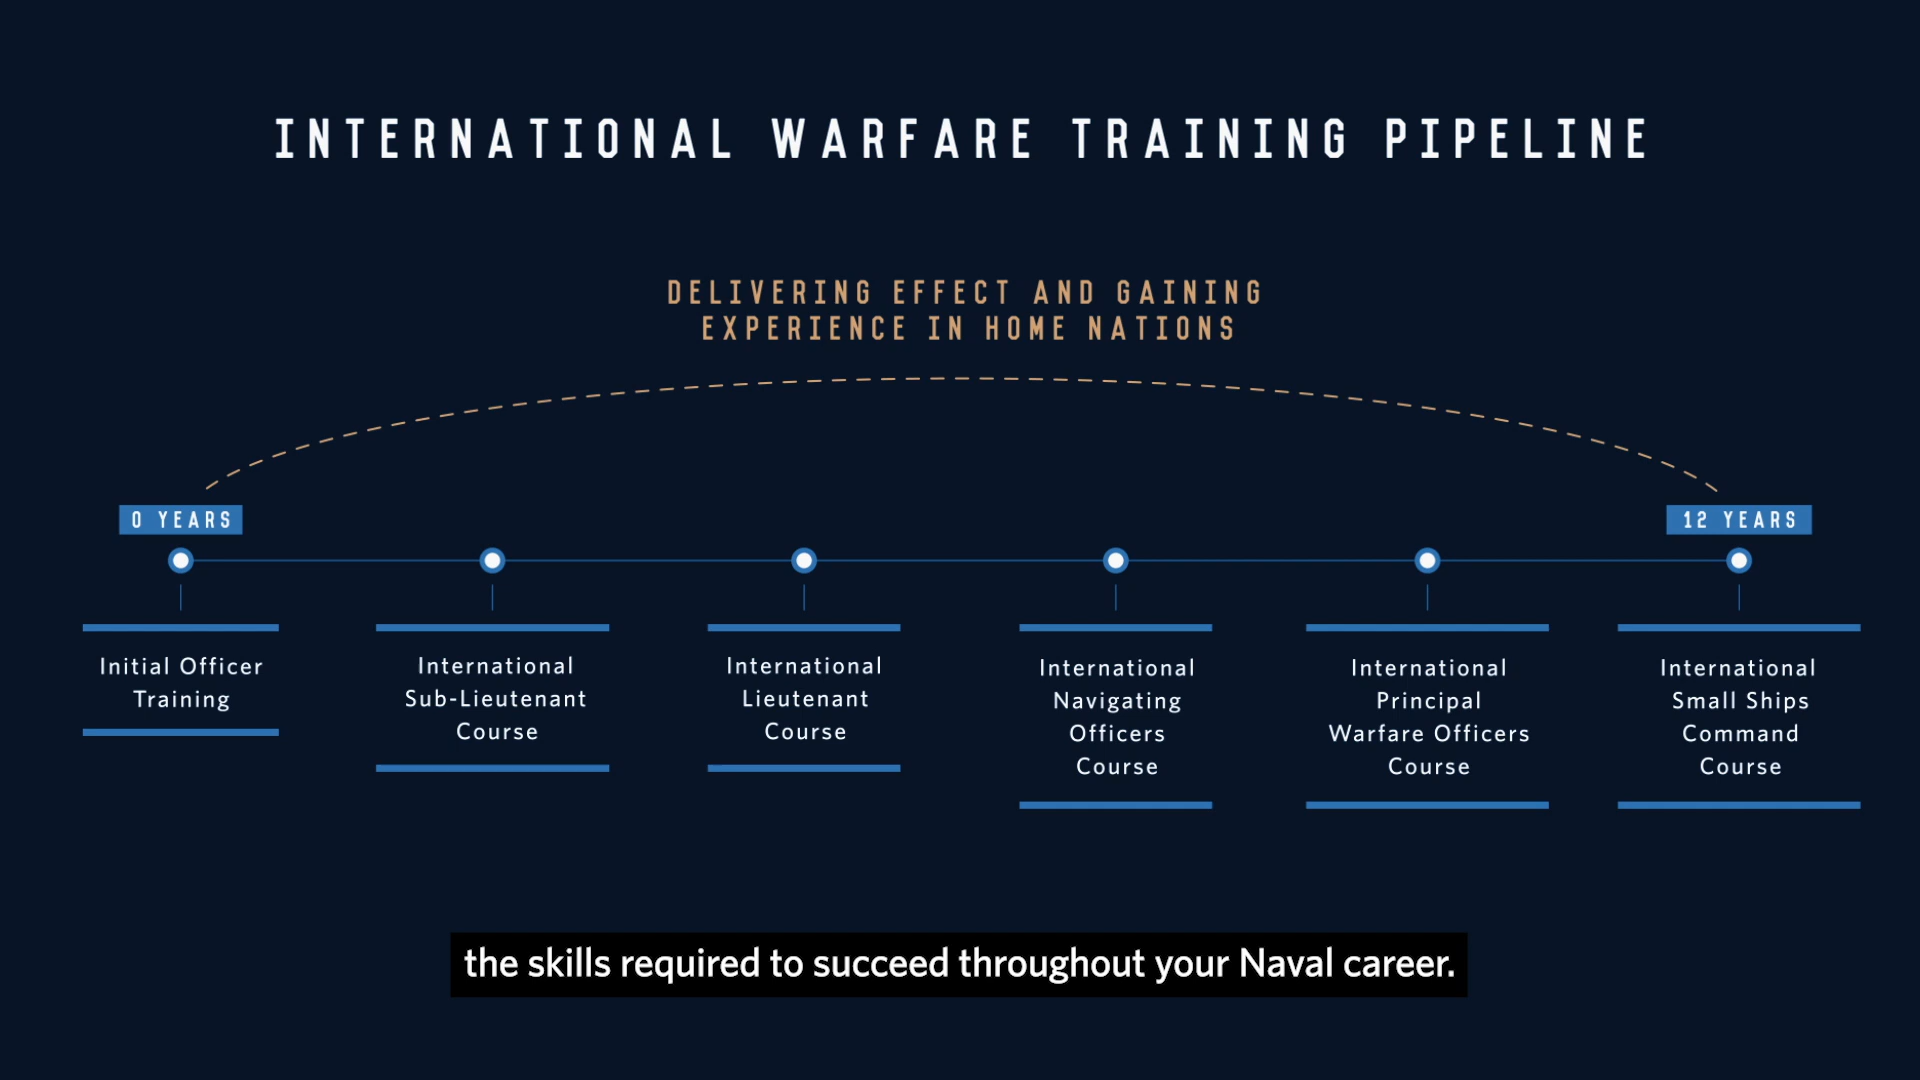 INTERNATIONAL WARFARE TRAINING PIPELINE
DELIVERING EFFECT AND GAINING
EXPERIENCE IN HOME NATIONS
0 YEARS
12 YEARS
Initial Officer
Training
International
Sub-Lieutenant
Course
International
Lieutenant
Course
International
Navigating
Officers
Course
International
Principal
Warfare Officers
Course
International
Small Ships
Command
Course
the skills required to succeed throughout your Naval career.